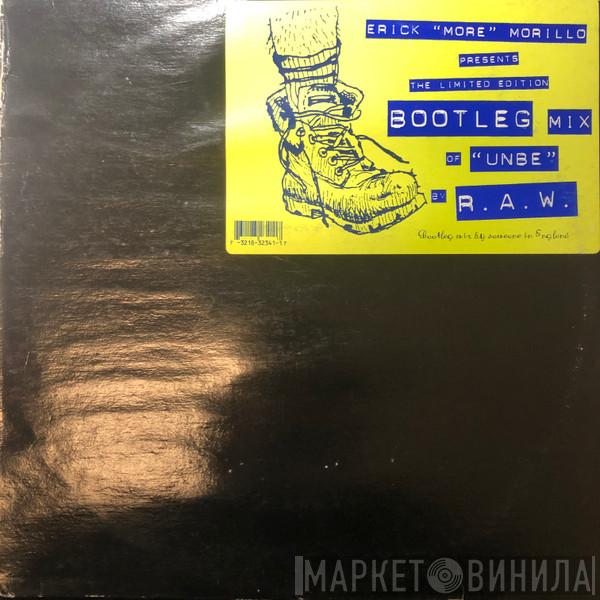 ERICK "MORE" MORILLO
PRESENTS
THE LIMITED EDITION
BOOTLEG MIX
OF "UNBE"
BY R.A.W.
Bootleg mix by someone in England
7 -3218-32341-1 7
МАРКЕТ ВИНИЛА